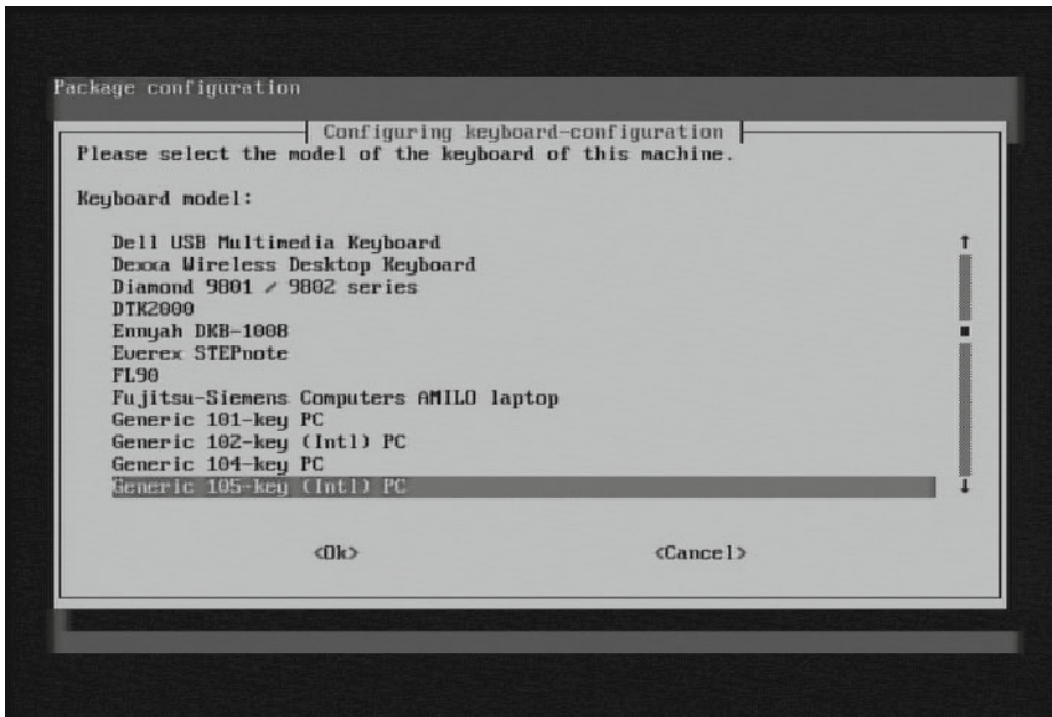 Package configuration
Configuring keyboard-configuration
Please select the model of the keyboard of this machine.
Keyboard model:
Dell USB Multimedia Keyboard
Dexxa Wireless Desktop Keyboard
Diamond 9801 / 9802 series
DTK2000
Ennyah DKB-1008
Everex STEPnote
FL90
Fujitsu-Siemens Computers AMILO laptop
Generic 101-key PC
Generic 102-key (Intl) PC
Generic 104-key PC
Generic 105-key (Intl) PC
<Ok> <Cancel>